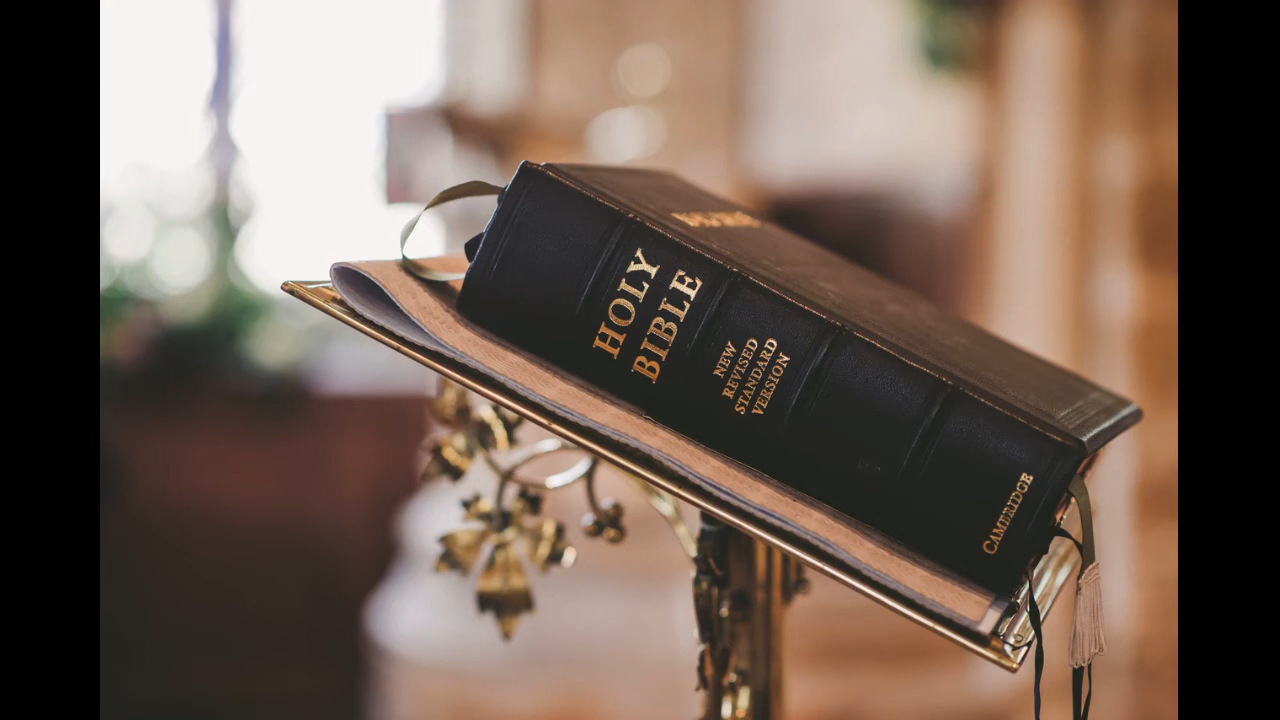 HOLY
BIBLE
NEW
REVISED
STANDARD
VERSION
CAMBRIDGE